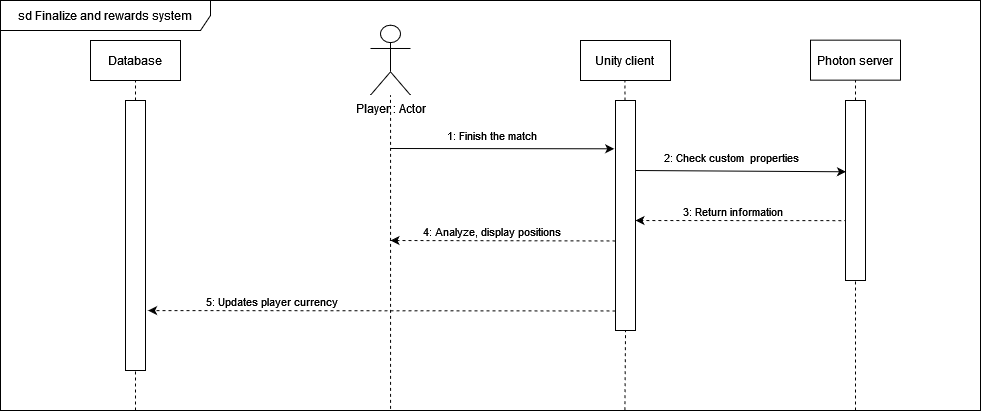 sd Finalize and rewards system
Database
Unity client
Photon server
Player : Actor
1: Finish the match
2: Check custom properties
3: Return information
4: Analyze, display positions
5: Updates player currency